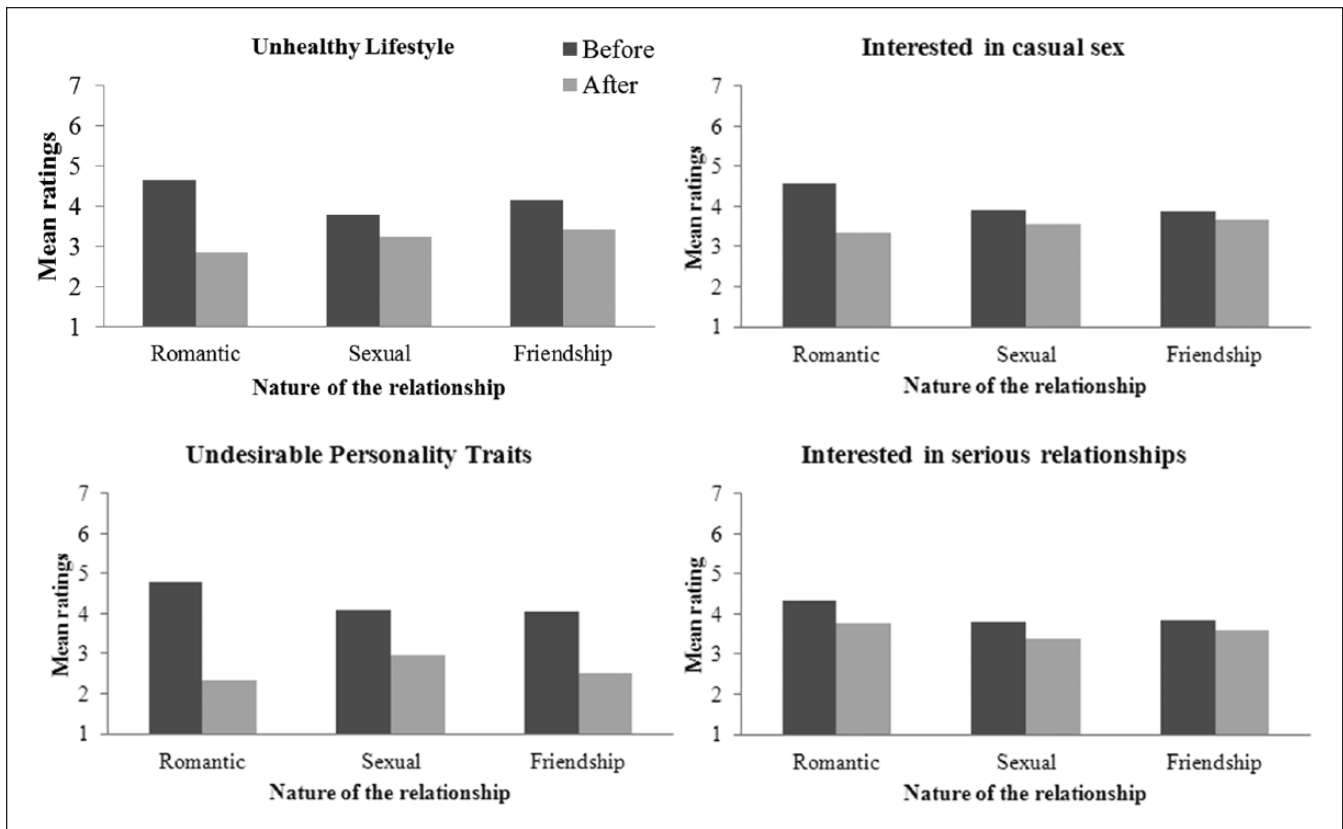 Unhealthy Lifestyle
Before
After
Mean ratings
7
6
5
4
3
2
1
Romantic Sexual Friendship
Nature of the relationship
Interested in casual sex
Mean ratings
7
6
5
4
3
2
1
Romantic Sexual Friendship
Nature of the relationship
Undesirable Personality Traits
Mean ratings
7
6
5
4
3
2
1
Romantic Sexual Friendship
Nature of the relationship
Interested in serious relationships
Mean rating
7
6
5
4
3
2
1
Romantic Sexual Friendship
Nature of the relationship